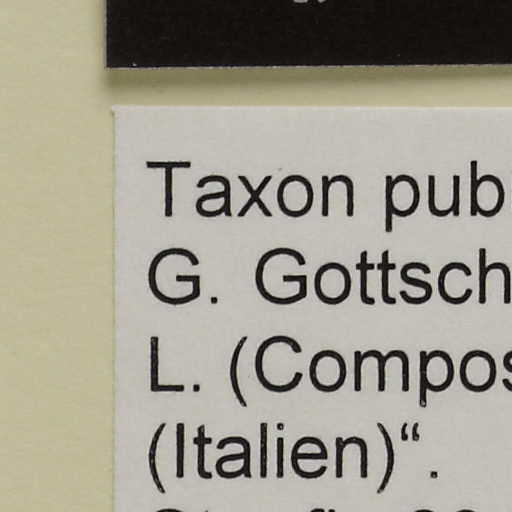 Taxon pub
G. Gottsch
L. (Compos
(Italien)“.